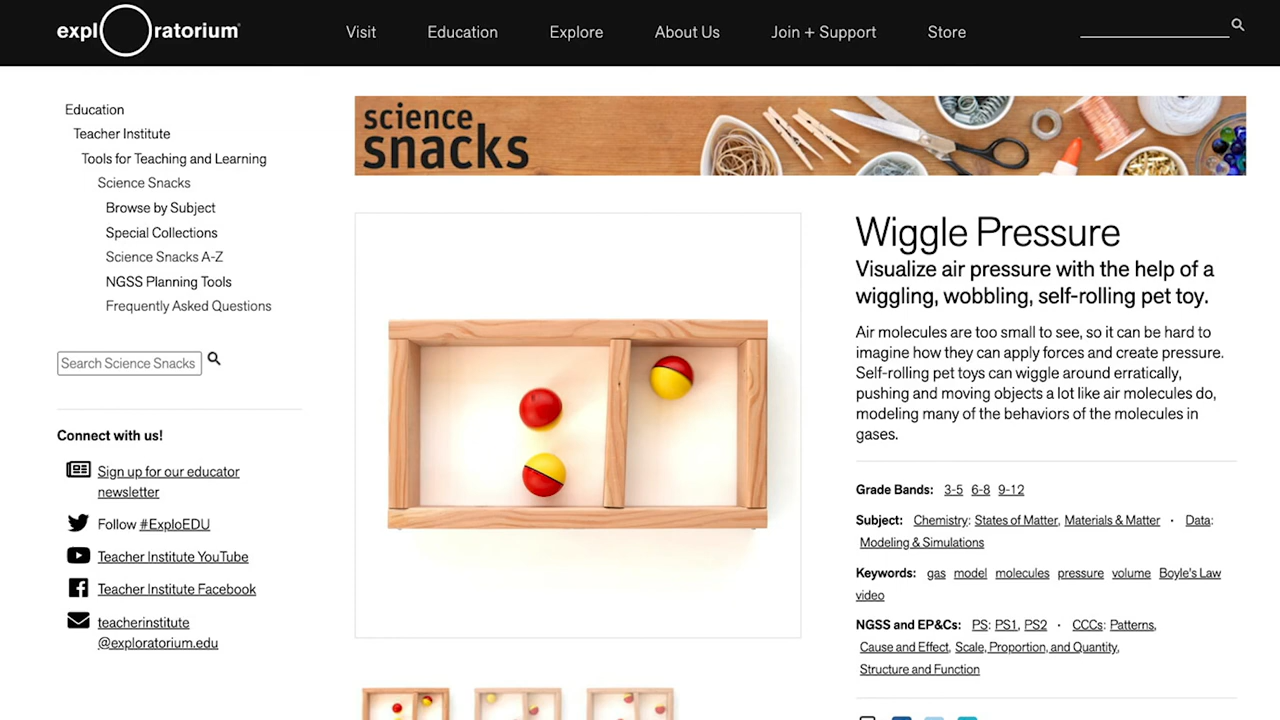 exploratorium®
Visit
Education
Explore
About Us
Join + Support
Store
Education
Teacher Institute
Tools for Teaching and Learning
Science Snacks
Browse by Subject
Special Collections
Science Snacks A-Z
NGSS Planning Tools
Frequently Asked Questions
Search Science Snacks
Connect with us!
Sign up for our educator
newsletter
Follow #ExploEDU
Teacher Institute YouTube
Teacher Institute Facebook
teacherinstitute
@exploratorium.edu
science
snacks
Wiggle Pressure
Visualize air pressure with the help of a
wiggling, wobbling, self-rolling pet toy.
Air molecules are too small to see, so it can be hard to
imagine how they can apply forces and create pressure.
Self-rolling pet toys can wiggle around erratically,
pushing and moving objects a lot like air molecules do,
modeling many of the behaviors of the molecules in
gases.
Grade Bands: 3-5 6-8 9-12
Subject: Chemistry: States of Matter, Materials & Matter · Data:
Modeling & Simulations
Keywords: gas model molecules pressure volume Boyle's Law
video
NGSS and EP&Cs: PS: PS1, PS2 · CCCs: Patterns,
Cause and Effect, Scale, Proportion, and Quantity,
Structure and Function